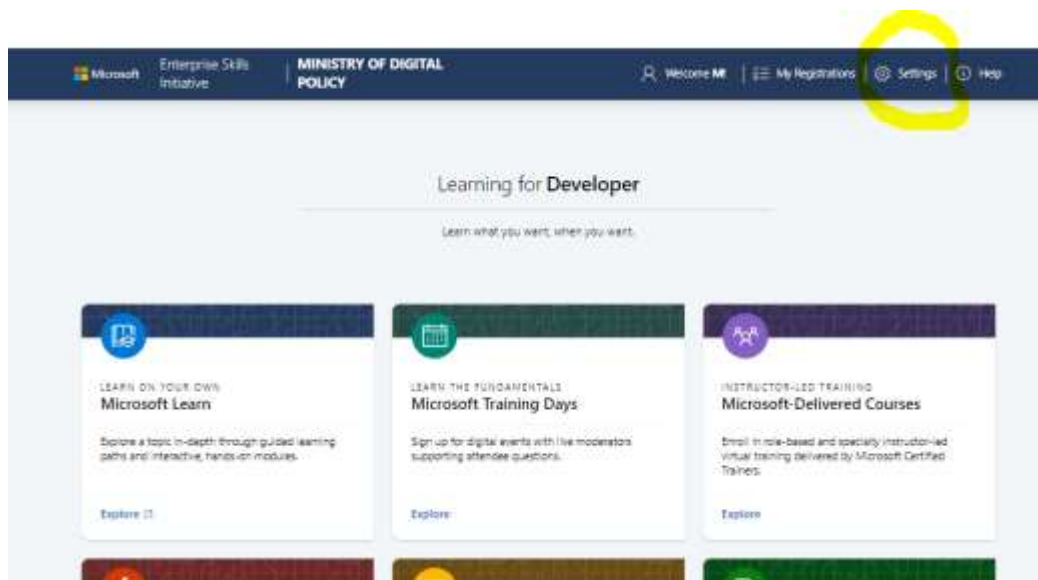 Microsoft
Enterprise Skills
Initiative
MINISTRY OF DIGITAL
POLICY
Welcome M!
My Registrations
Settings
Help
Learning for Developer
Learn what you want, when you want.
LEARN ON YOUR OWN
Microsoft Learn
Explore a topic in-depth through guided learning
paths and interactive, hands-on modules.
Explore
LEARN THE FUNDAMENTALS
Microsoft Training Days
Sign up for digital events with live moderators
supporting attendee questions.
Explore
INSTRUCTOR-LED TRAINING
Microsoft-Delivered Courses
Enroll in role-based and specialty instructor-led
virtual training delivered by Microsoft Certified
Trainers.
Explore